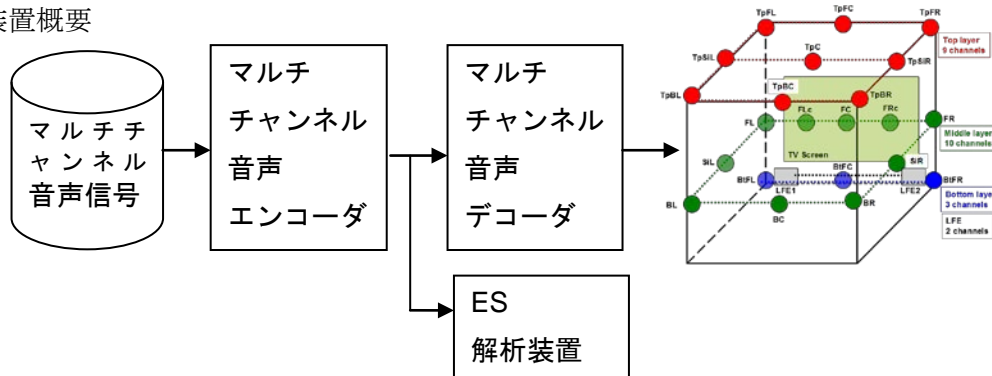 装置概要
マルチチ
ャンネル
音声信号
マルチ
チャンネル
音声
エンコーダ
マルチ
チャンネル
音声
デコーダ
ES
解析装置
TpFL
TpFC
TpFR
Top layer
9 channels
TpSiL
TpC
TpSiR
TpBL
TpBC
TpBR
FL
FLc
FC
FRc
FR
Middle layer
10 channels
SiL
TV Screen
SiR
BtFL
LFE1
BtFC
LFE2
BtFR
Bottom layer
3 channels
BL
BC
BR
LFE
2 channels